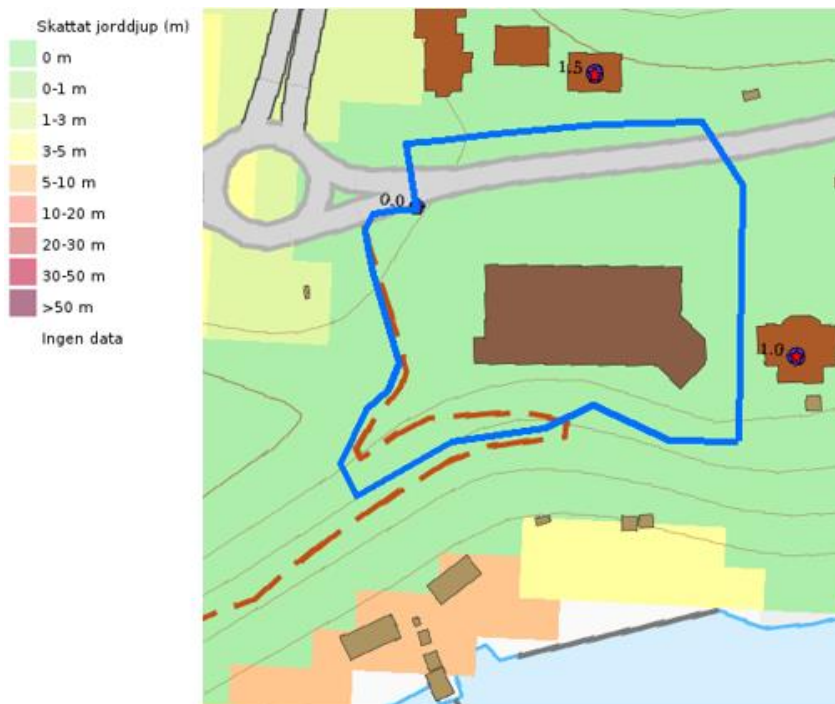 Skattat jorddjup (m)
0 m
0-1 m
1-3 m
3-5 m
5-10 m
10-20 m
20-30 m
30-50 m
>50 m
Ingen data
1.5
0.0
1.0